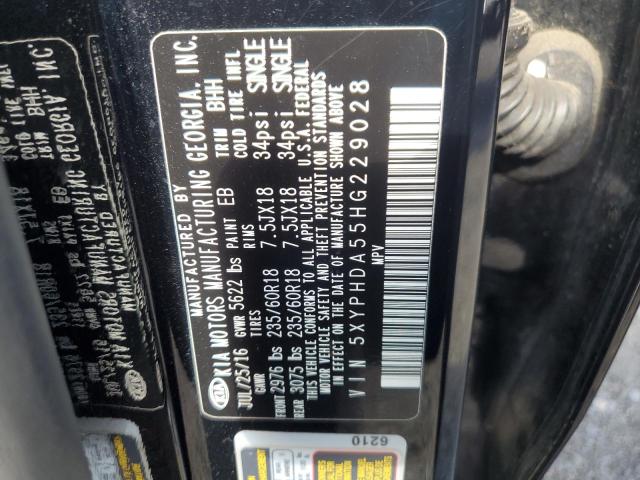 MANUFACTURED BY
KIA KIA MOTORS MANUFACTURING GEORGIA, INC.
JUL/25/16 GVWR 5622 lbs PAINT EB TRIM BHH
GAWR TIRES RIMS COLD TIRE INFL
FRONT 2976 lbs 235/60R18 7.5JX18 34psi SINGLE
REAR 3075 lbs 235/60R18 7.5JX18 34psi SINGLE
THIS VEHICLE CONFORMS TO ALL APPLICABLE U.S.A. FEDERAL
MOTOR VEHICLE SAFETY AND THEFT PREVENTION STANDARDS
IN EFFECT ON THE DATE OF MANUFACTURE SHOWN ABOVE
VIN 5XYPHDA55HG229028
MPV
6210